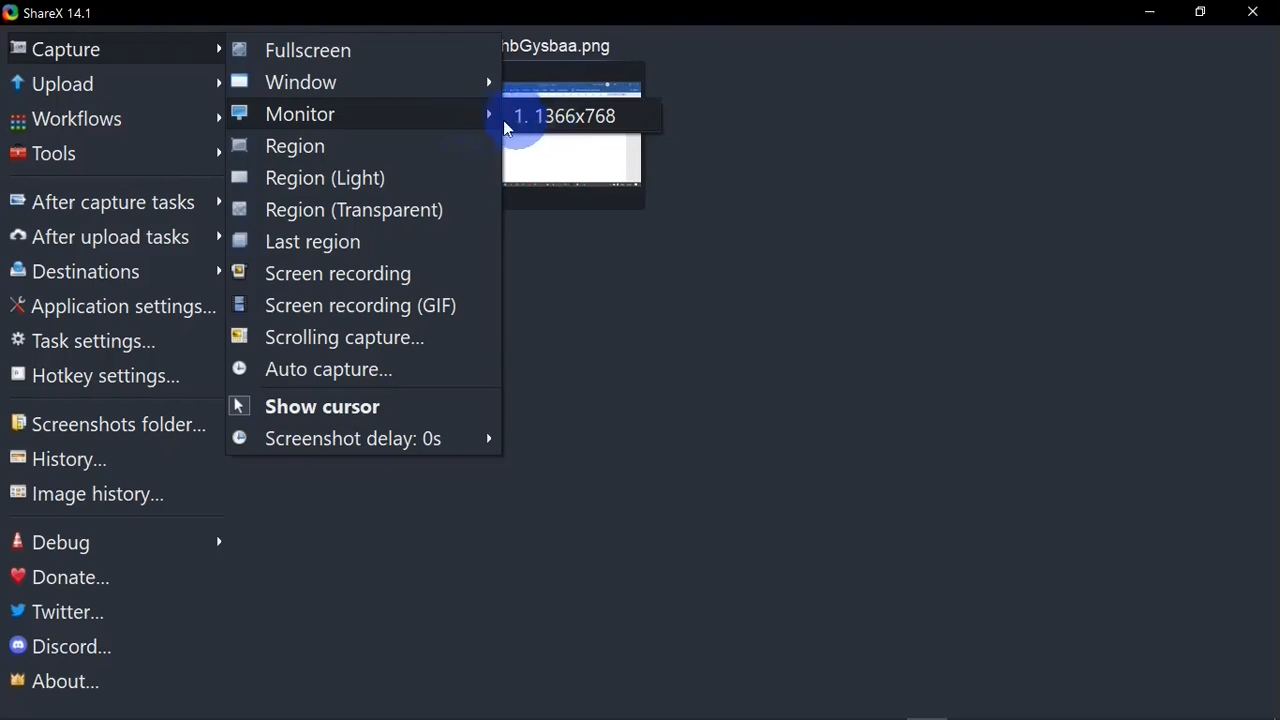 ShareX 14.1
Capture
Upload
Workflows
Tools
After capture tasks
After upload tasks
Destinations
Application settings...
Task settings...
Hotkey settings...
Screenshots folder...
History...
Image history...
Debug
Donate...
Twitter...
Discord...
About...
Fullscreen
Window
Monitor
Region
Region (Light)
Region (Transparent)
Last region
Screen recording
Screen recording (GIF)
Scrolling capture...
Auto capture...
Show cursor
Screenshot delay: 0s
1. 1366x768
hbGysbaa.png